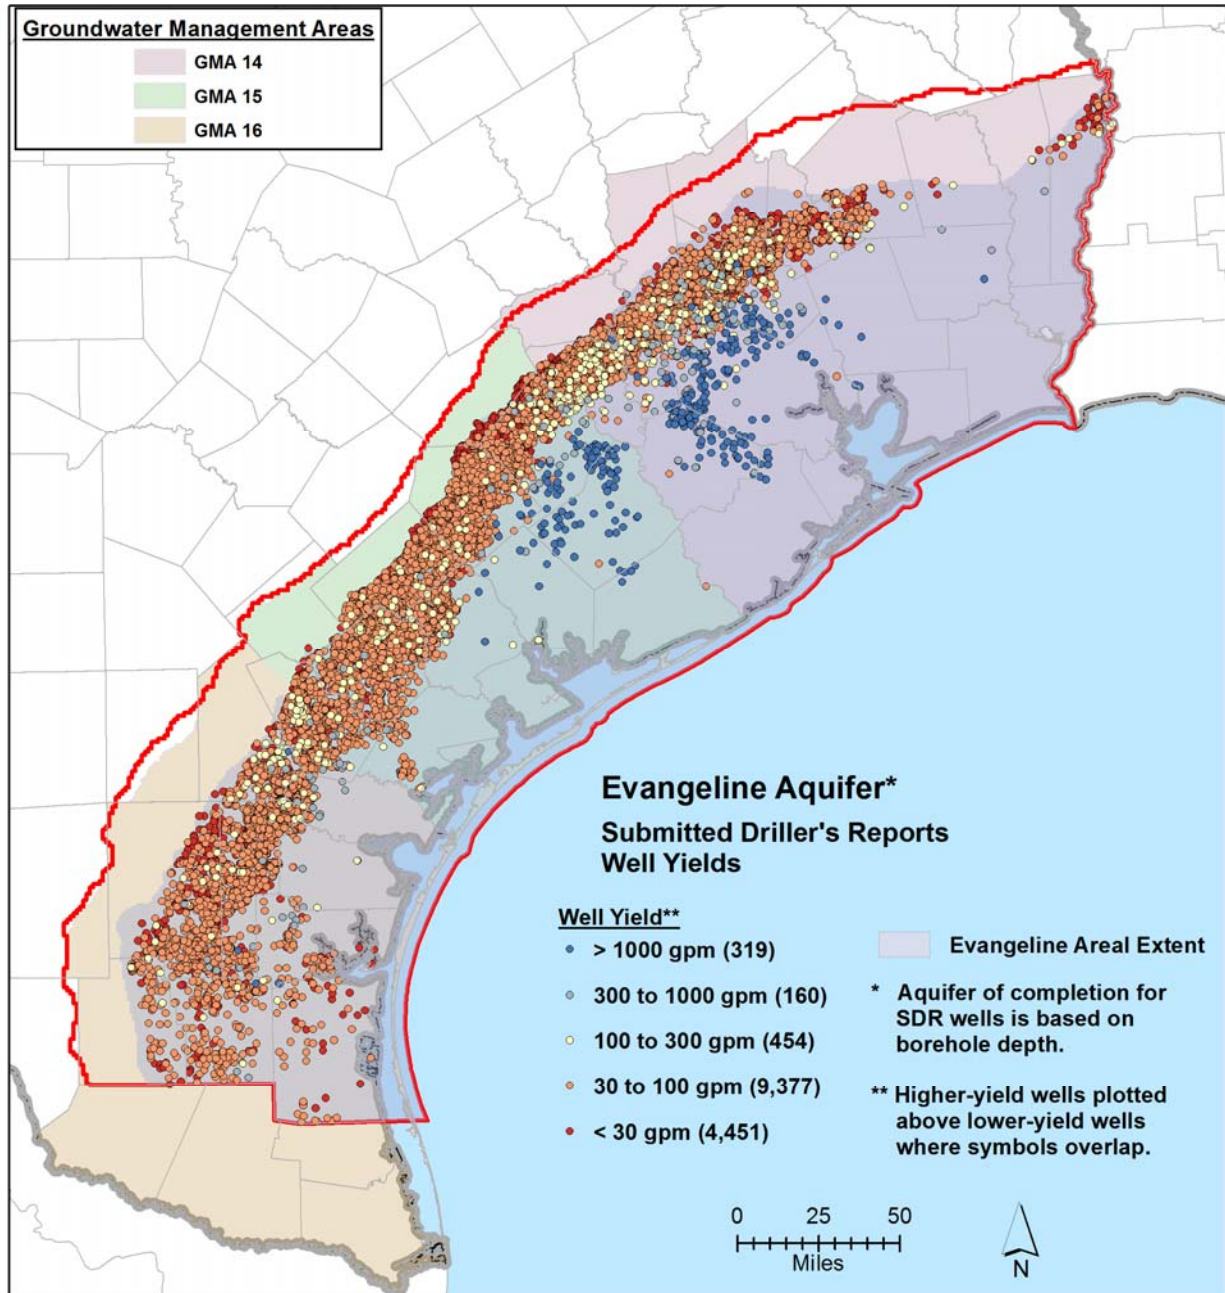 Groundwater Management Areas
GMA 14
GMA 15
GMA 16
Evangeline Aquifer*
Submitted Driller's Reports
Well Yields
Well Yield**
> 1000 gpm (319)
300 to 1000 gpm (160)
100 to 300 gpm (454)
30 to 100 gpm (9,377)
< 30 gpm (4,451)
Evangeline Areal Extent
* Aquifer of completion for
SDR wells is based on
borehole depth.
** Higher-yield wells plotted
above lower-yield wells
where symbols overlap.
0 25 50
Miles
N